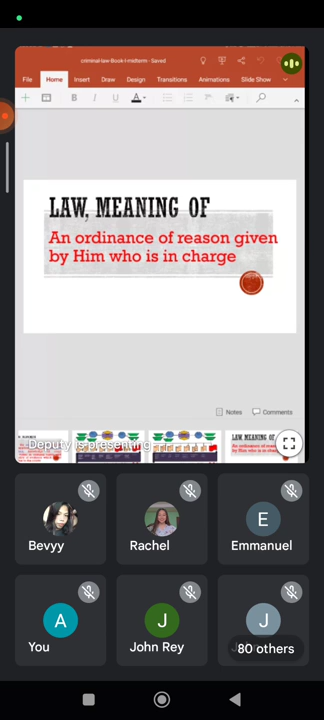 criminal-law-Book-I-midterm - Saved
File Home Insert Draw Design Transitions Animations Slide Show
B I U A
LAW, MEANING OF
An ordinance of reason given
by Him who is in charge
Notes Comments
Deputy is presenting
LAW, MEANING OF
Bevyy Rachel E Emmanuel
A You J John Rey J 80 others